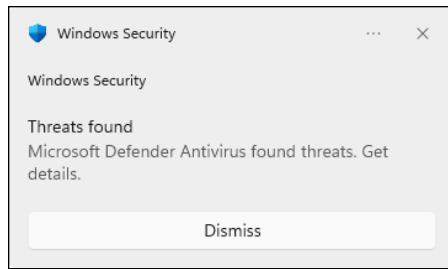 Windows Security
Windows Security
Threats found
Microsoft Defender Antivirus found threats. Get
details.
Dismiss